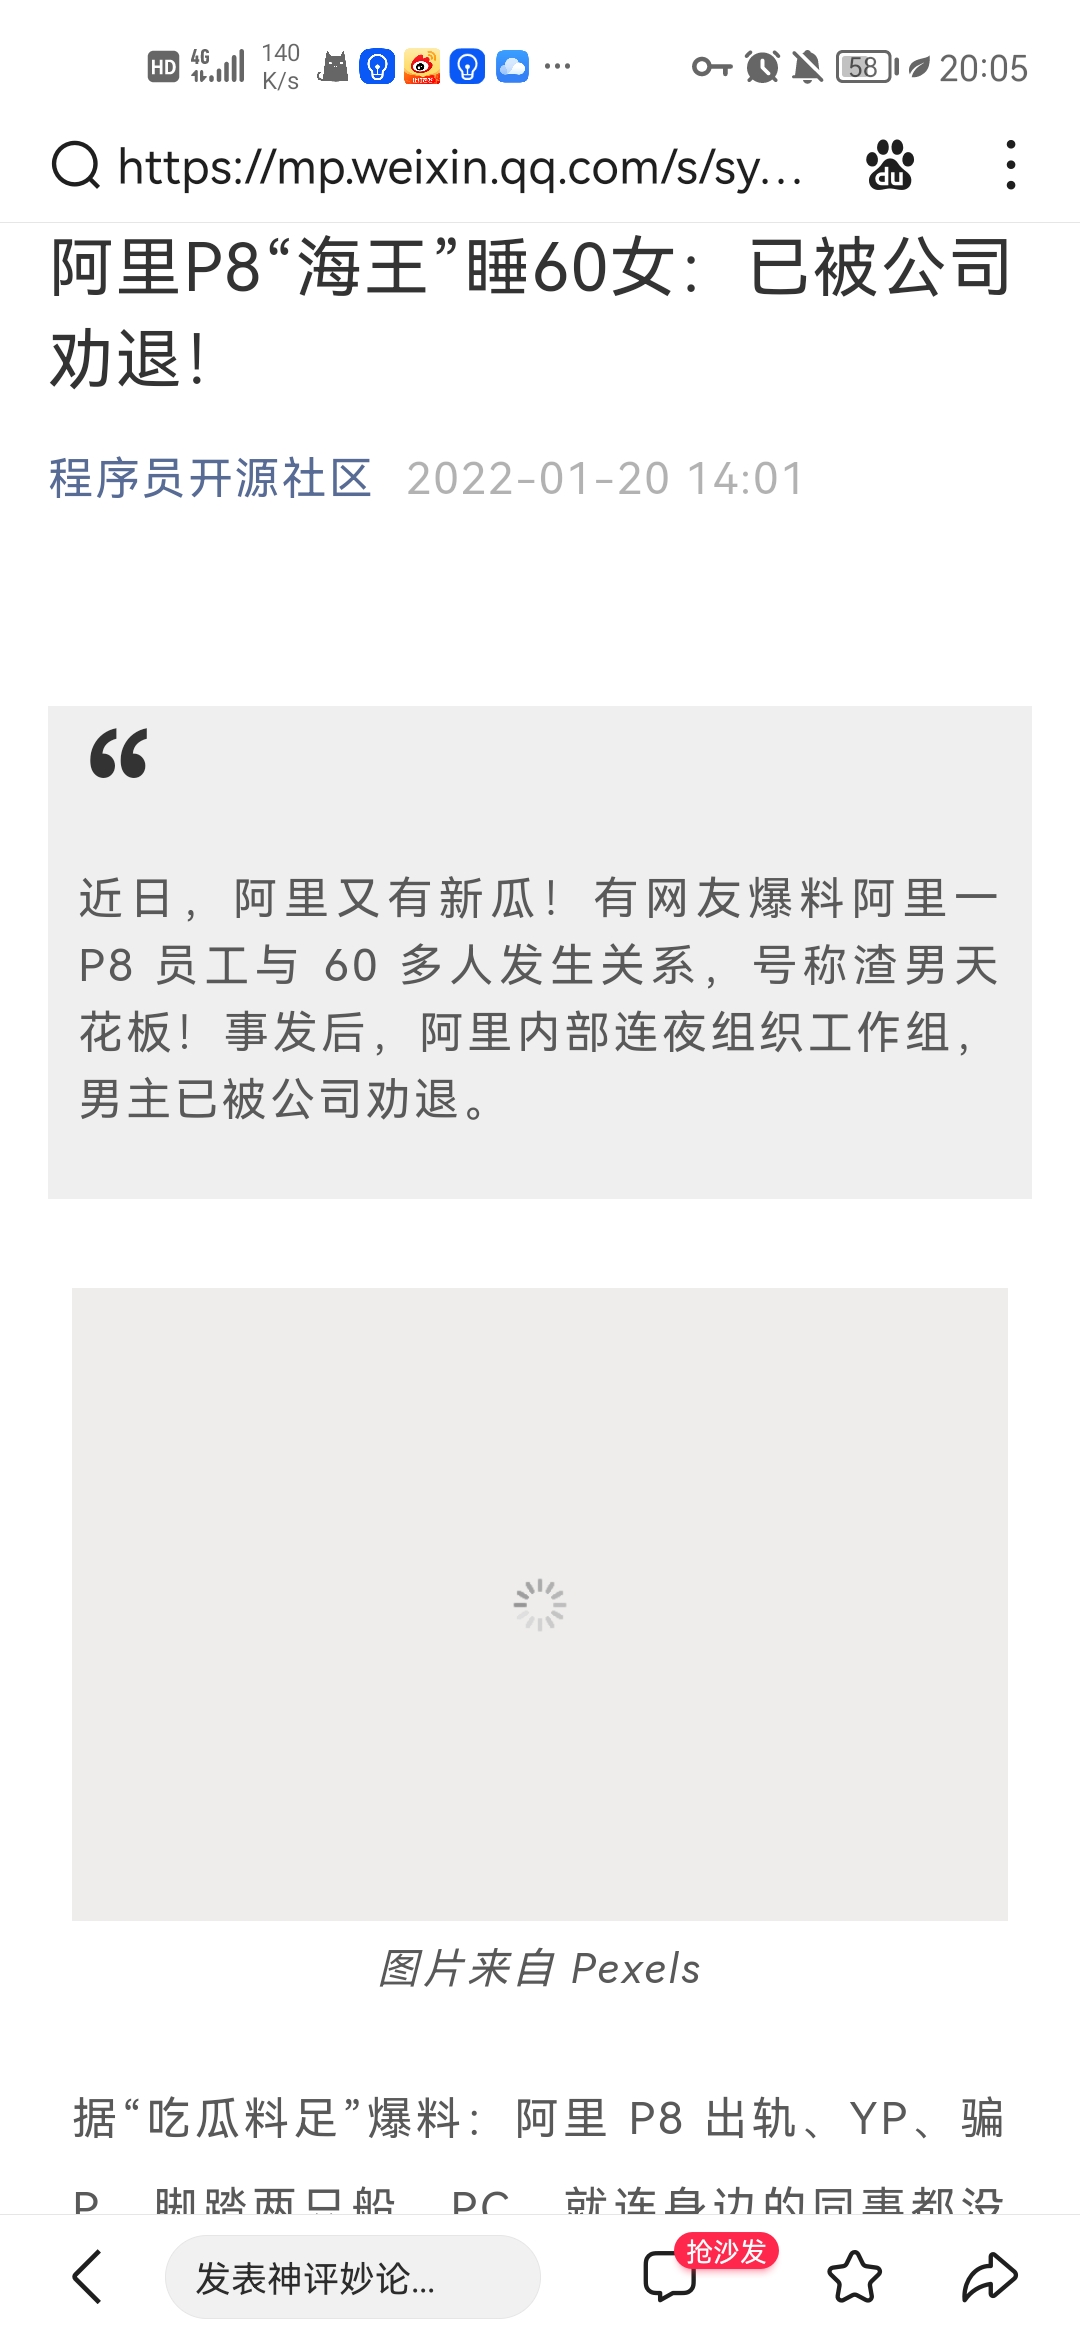 HD 4G 140 K/s 58 20:05
https://mp.weixin.qq.com/s/sy...
du
阿里P8“海王”睡60女：已被公司
劝退！
程序员开源社区 2022-01-20 14:01
“
近日，阿里又有新瓜！有网友爆料阿里一
P8 员工与 60 多人发生关系，号称渣男天
花板！事发后，阿里内部连夜组织工作组，
男主已被公司劝退。
图片来自 Pexels
据“吃瓜料足”爆料：阿里 P8 出轨、YP、骗
P、脚踏两只船、PC，就连身边的同事都没
抢沙发
发表神评妙论...